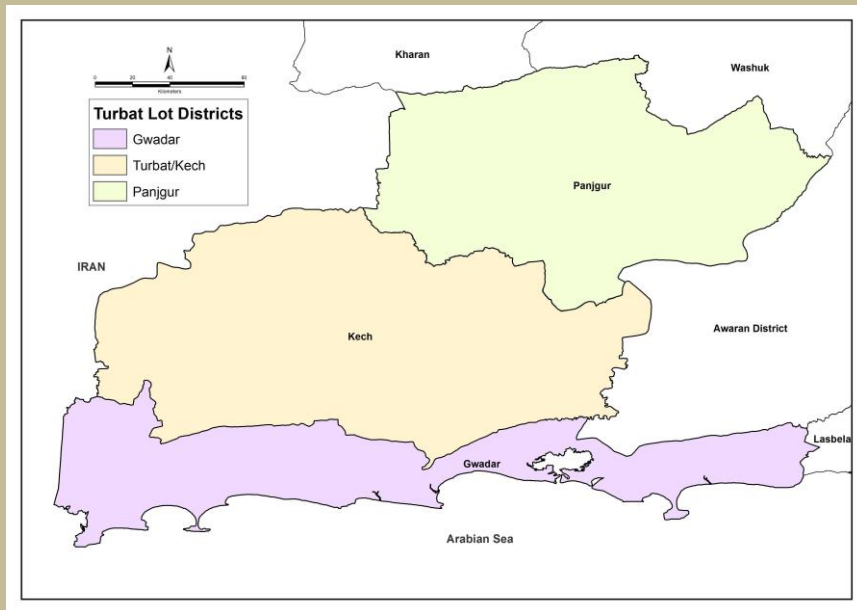 Kharan
Washuk
N
0 20 40 80
Kilometers
Turbat Lot Districts
Gwadar
Turbat/Kech
Panjgur
Panjgur
IRAN
Awaran District
Kech
Lasbela
Gwadar
Arabian Sea